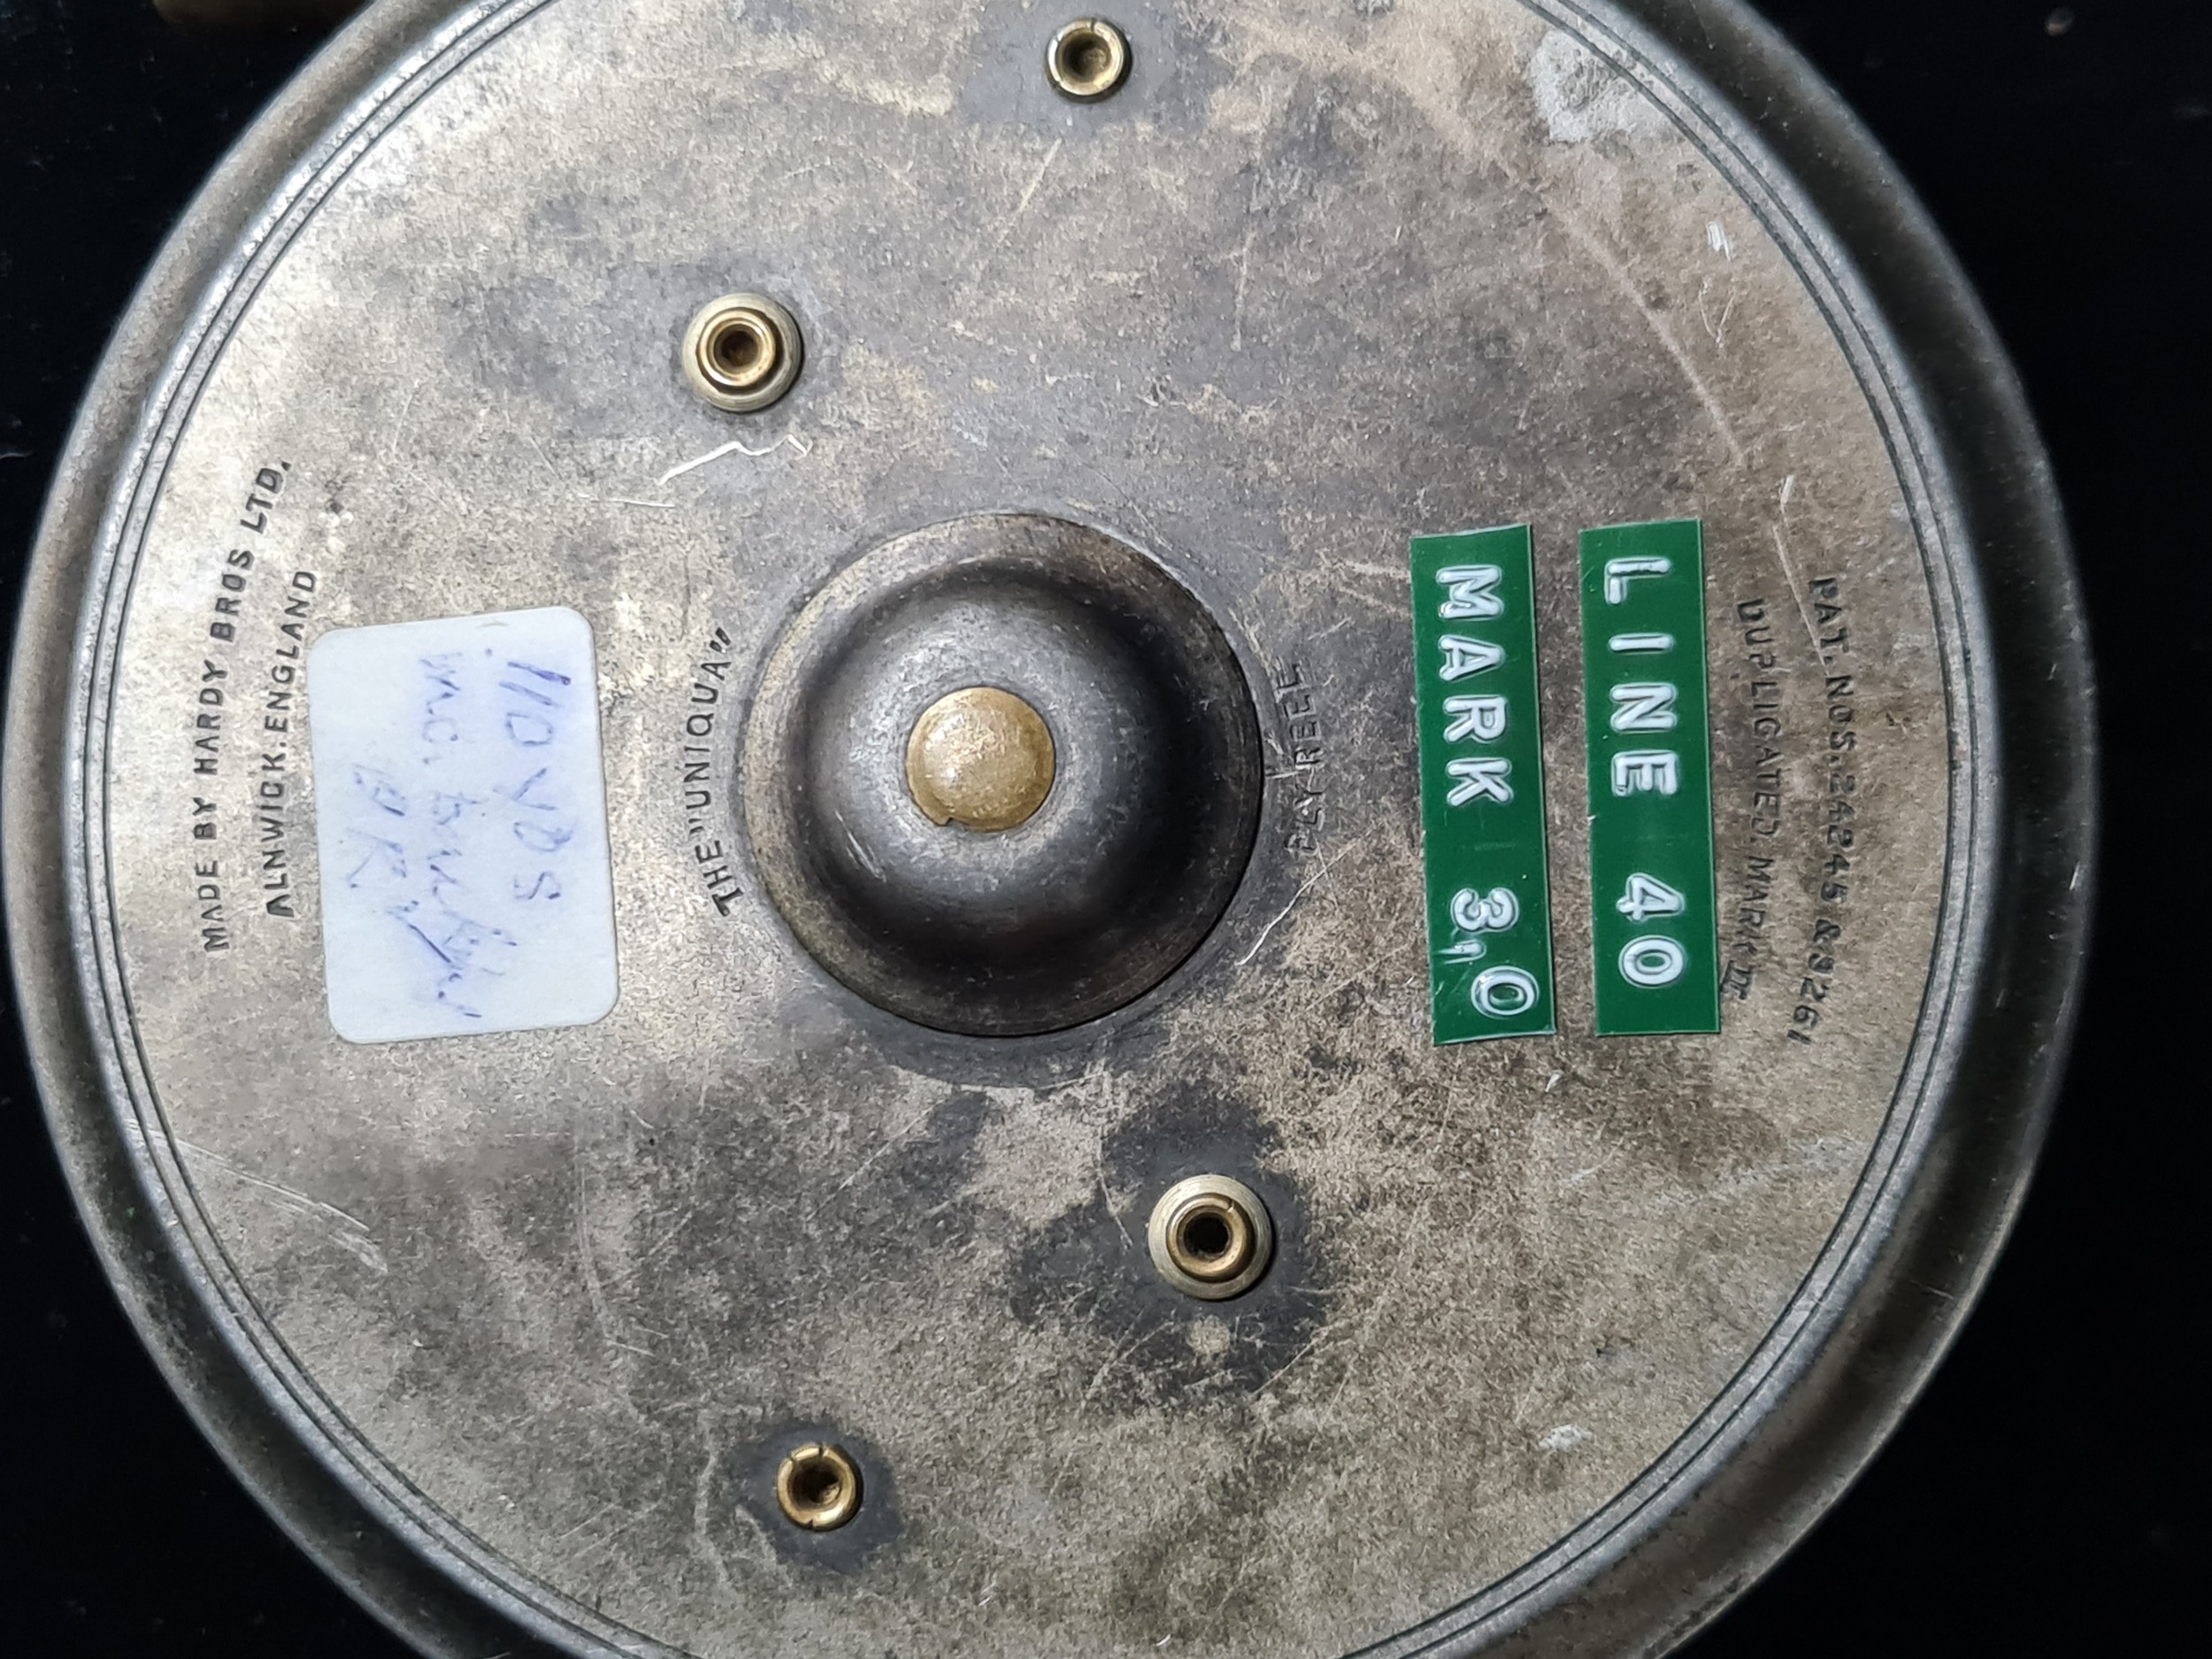 MADE BY HARDY BROS LTD.
ALNWICK.ENGLAND
110 YDS
THE "UNIQUA"
FLY REEL
MARK 3,0
LINE 40
DUPLICATED MARK II
PAT. NOS. 24245 & 9261